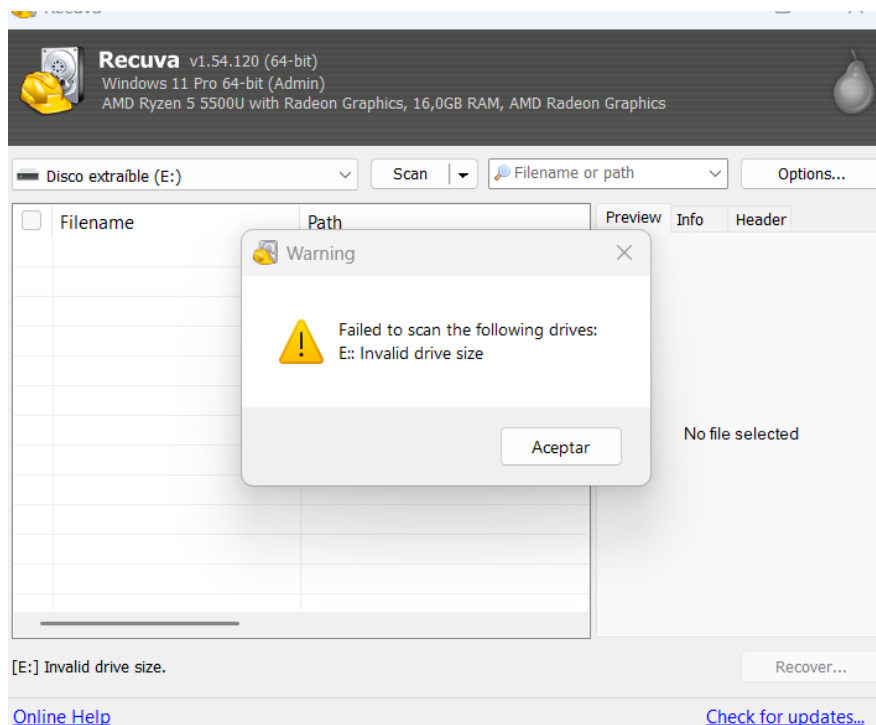 Recuva
Recuva v1.54.120 (64-bit)
Windows 11 Pro 64-bit (Admin)
AMD Ryzen 5 5500U with Radeon Graphics, 16,0GB RAM, AMD Radeon Graphics
Disco extraíble (E:)
Scan
Filename or path
Options...
Filename
Path
Preview
Info
Header
Warning
Failed to scan the following drives:
E:: Invalid drive size
Aceptar
No file selected
[E:] Invalid drive size.
Recover...
Online Help
Check for updates...